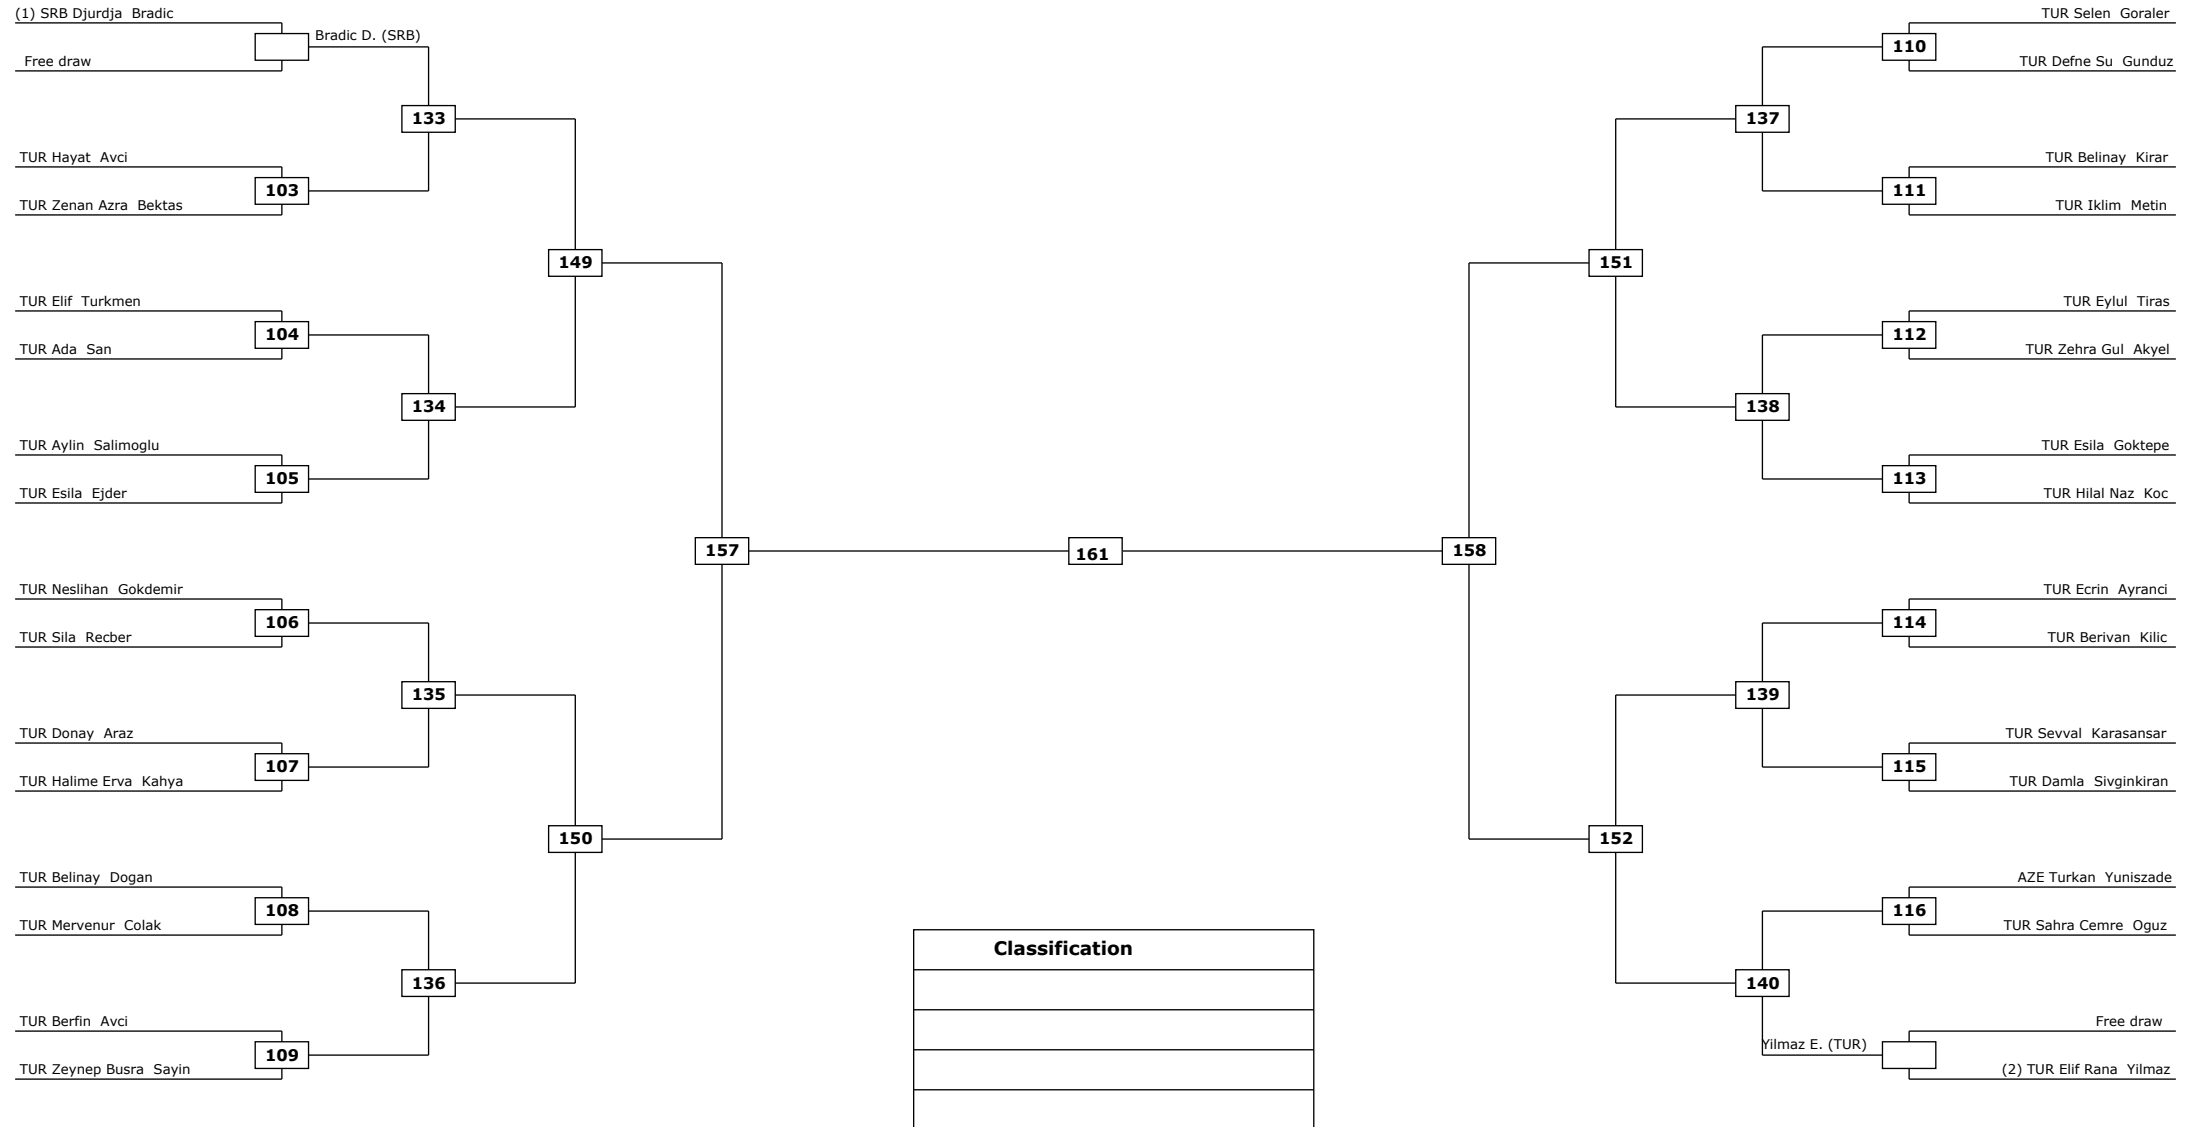 (1) SRB Djurdja Bradic
Bradic D. (SRB)
Free draw
133
TUR Hayat Avci
103
TUR Zenan Azra Bektas
149
TUR Elif Turkmen
104
TUR Ada San
134
TUR Aylin Salimoglu
105
TUR Esila Ejder
157
TUR Neslihan Gokdemir
106
TUR Sila Recber
135
TUR Donay Araz
107
TUR Halime Erva Kahya
150
TUR Belinay Dogan
108
TUR Mervenur Colak
136
TUR Berfin Avci
109
TUR Zeynep Busra Sayin
161
TUR Selen Goraler
110
TUR Defne Su Gunduz
137
TUR Belinay Kirar
111
TUR Iklim Metin
151
TUR Eylul Tiras
112
TUR Zehra Gul Akyel
138
TUR Esila Goktepe
113
TUR Hilal Naz Koc
158
TUR Ecrin Ayranci
114
TUR Berivan Kilic
139
TUR Sevval Karasansar
115
TUR Damla Sivginkiran
152
AZE Turkan Yuniszade
116
TUR Sahra Cemre Oguz
140
Free draw
Yilmaz E. (TUR)
(2) TUR Elif Rana Yilmaz
Classification